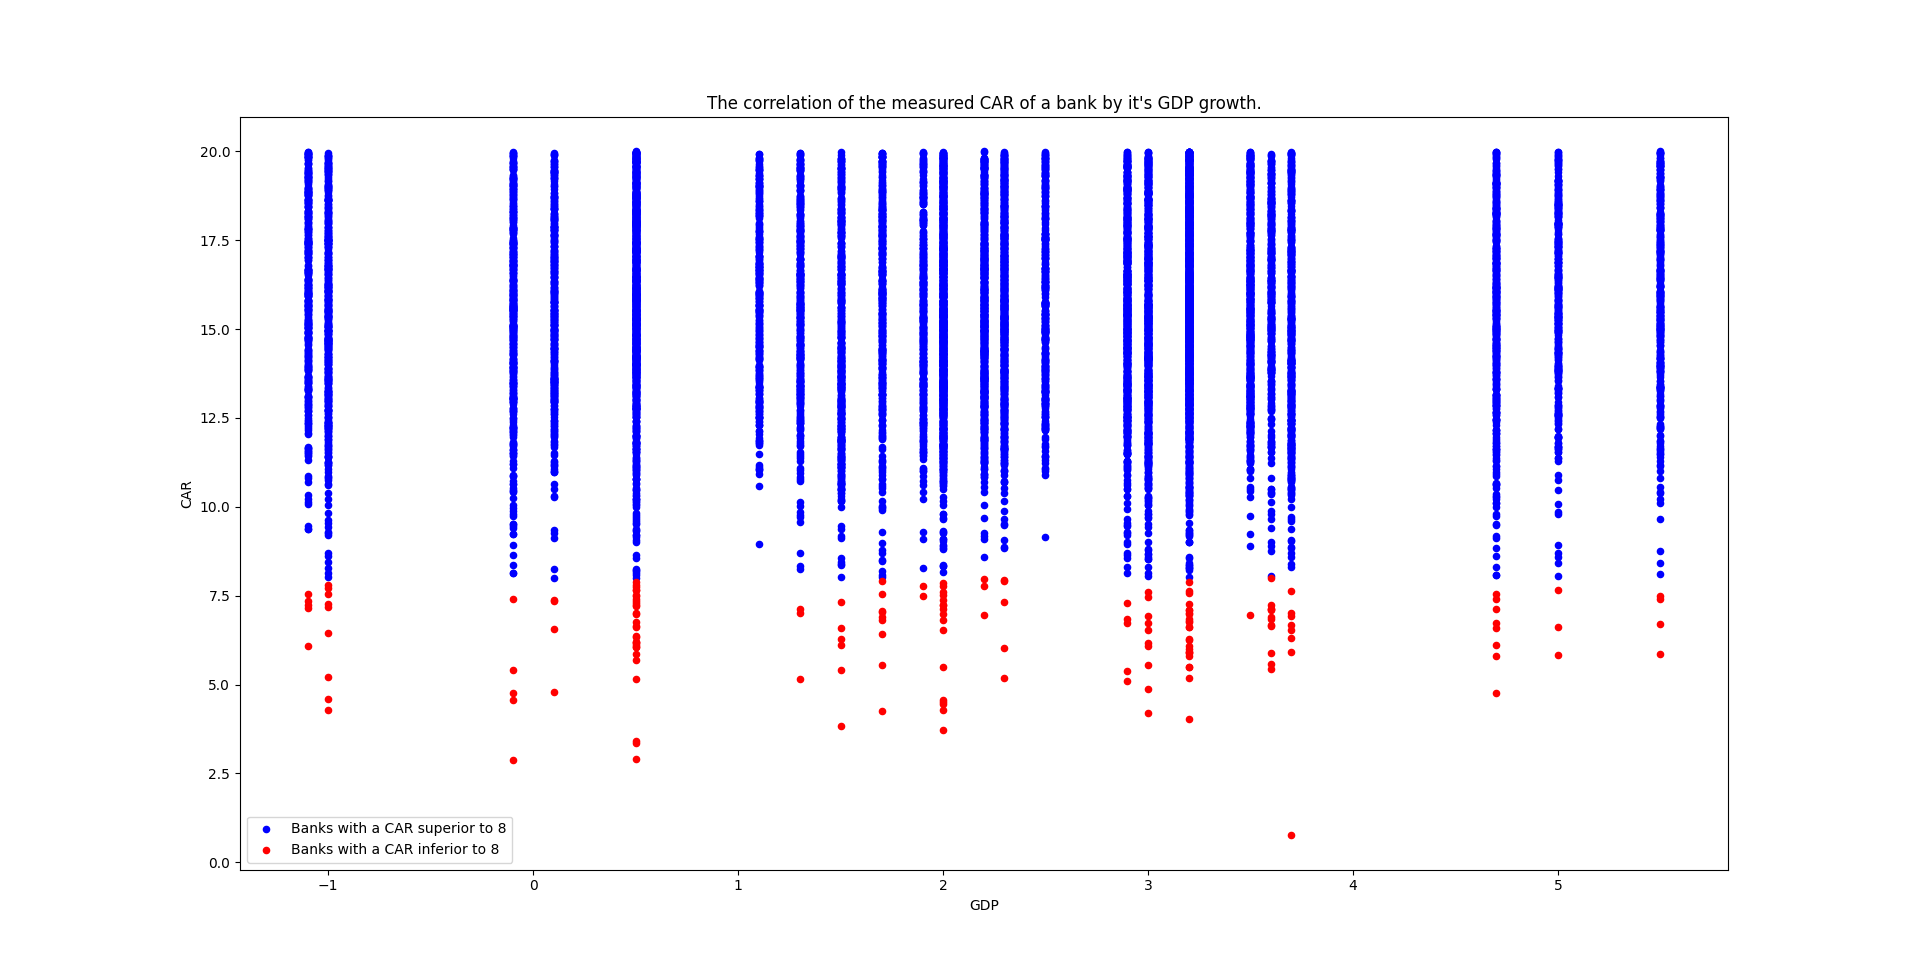 The correlation of the measured CAR of a bank by it's GDP growth.
20.0
17.5
15.0
12.5
10.0
7.5
5.0
2.5
0.0
CAR
Banks with a CAR superior to 8
Banks with a CAR inferior to 8
−1 0 1 2 3 4 5
GDP